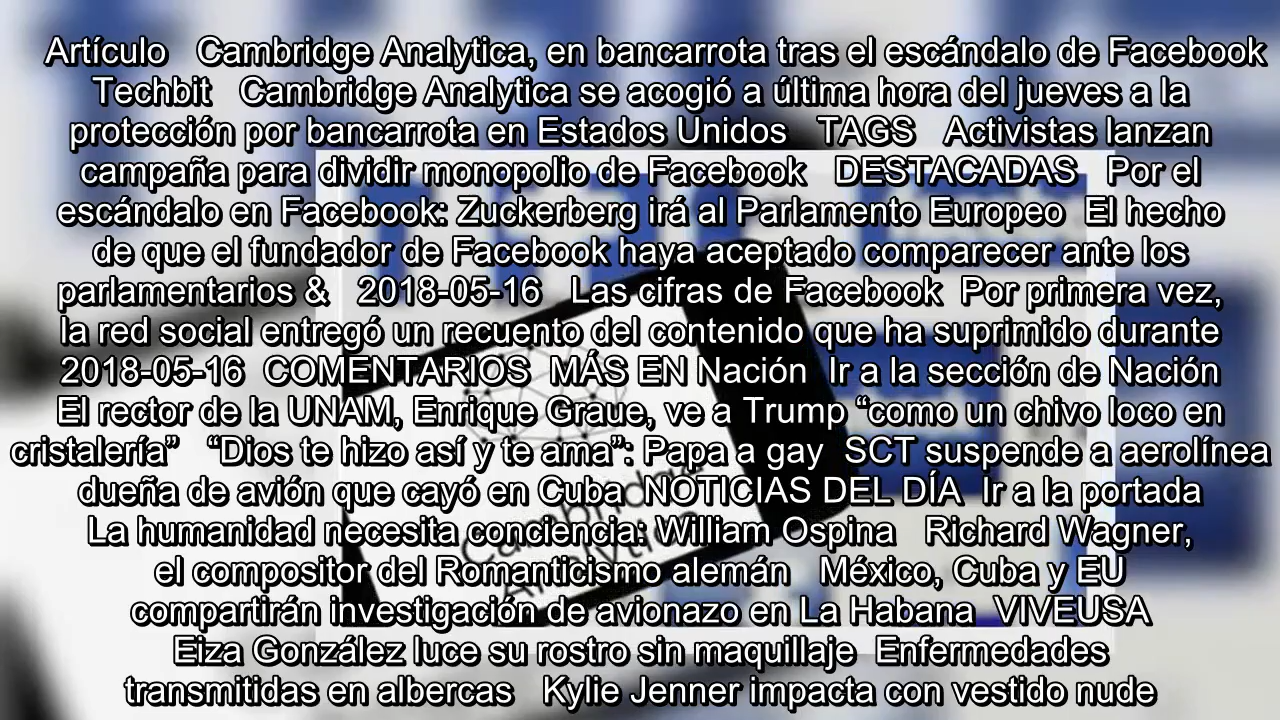 Artículo   Cambridge Analytica, en bancarrota tras el escándalo de Facebook
Techbit   Cambridge Analytica se acogió a última hora del jueves a la
protección por bancarrota en Estados Unidos   TAGS   Activistas lanzan
campaña para dividir monopolio de Facebook   DESTACADAS   Por el
escándalo en Facebook: Zuckerberg irá al Parlamento Europeo  El hecho
de que el fundador de Facebook haya aceptado comparecer ante los
parlamentarios &   2018-05-16   Las cifras de Facebook  Por primera vez,
la red social entregó un recuento del contenido que ha suprimido durante
2018-05-16  COMENTARIOS  MÁS EN Nación  Ir a la sección de Nación
El rector de la UNAM, Enrique Graue, ve a Trump “como un chivo loco en
cristalería”   “Dios te hizo así y te ama”: Papa a gay  SCT suspende a aerolínea
dueña de avión que cayó en Cuba  NOTICIAS DEL DÍA  Ir a la portada
La humanidad necesita conciencia: William Ospina   Richard Wagner,
el compositor del Romanticismo alemán   México, Cuba y EU
compartirán investigación de avionazo en La Habana  VIVEUSA
Eiza González luce su rostro sin maquillaje  Enfermedades
transmitidas en albercas   Kylie Jenner impacta con vestido nude
Cambridge
Analytica